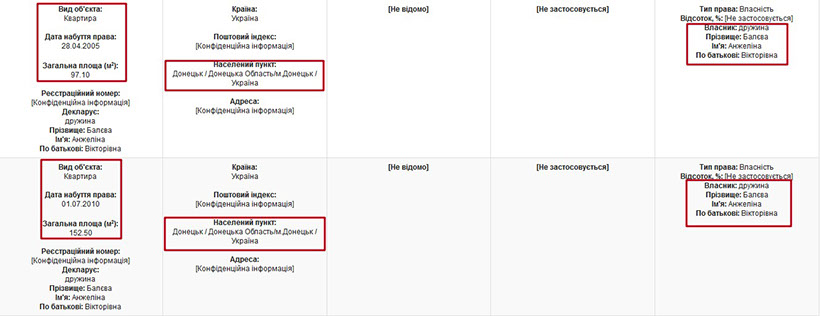 Вид об'єкта:
Квартира
Дата набуття права:
28.04.2005
Загальна площа (м²):
97.10
Реєстраційний номер:
[Конфіденційна інформація]
Декларує:
дружина
Прізвище: Балєва
Ім'я: Анжеліна
По батькові: Вікторівна
Країна:
Україна
Поштовий індекс:
[Конфіденційна інформація]
Населений пункт:
Донецьк / Донецька Область/м.Донецьк /
Україна
Адреса:
[Конфіденційна інформація]
[Не відомо]
[Не застосовується]
Тип права: Власність
Відсоток, %: [Не застосовується]
Власник: дружина
Прізвище: Балєва
Ім'я: Анжеліна
По батькові: Вікторівна
Вид об'єкта:
Квартира
Дата набуття права:
01.07.2010
Загальна площа (м²):
152.50
Реєстраційний номер:
[Конфіденційна інформація]
Декларує:
дружина
Прізвище: Балєва
Ім'я: Анжеліна
По батькові: Вікторівна
Країна:
Україна
Поштовий індекс:
[Конфіденційна інформація]
Населений пункт:
Донецьк / Донецька Область/м.Донецьк /
Україна
Адреса:
[Конфіденційна інформація]
[Не відомо]
[Не застосовується]
Тип права: Власність
Відсоток, %: [Не застосовується]
Власник: дружина
Прізвище: Балєва
Ім'я: Анжеліна
По батькові: Вікторівна